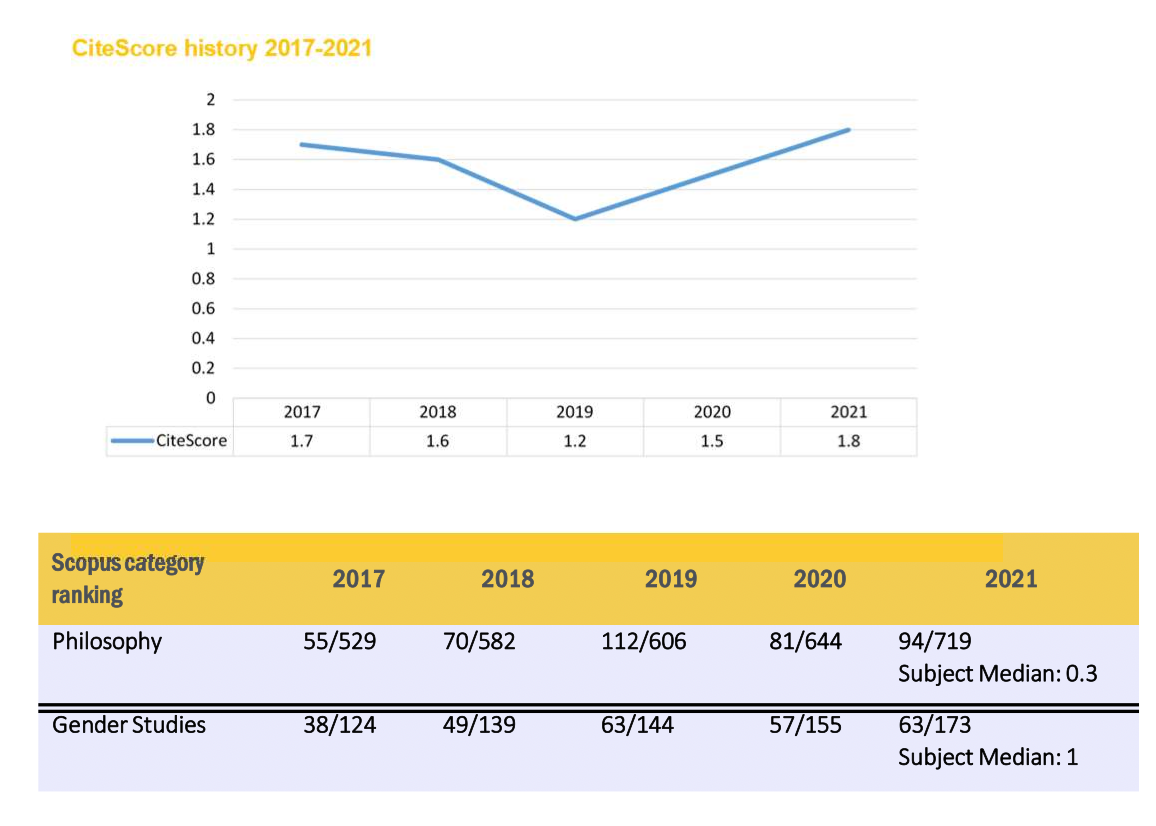 CiteScore history 2017-2021
2
1.8
1.6
1.4
1.2
1
0.8
0.6
0.4
0.2
0
2017 2018 2019 2020 2021
CiteScore 1.7 1.6 1.2 1.5 1.8
Scopus category
ranking 2017 2018 2019 2020 2021
Philosophy 55/529 70/582 112/606 81/644 94/719
Subject Median: 0.3
Gender Studies 38/124 49/139 63/144 57/155 63/173
Subject Median: 1